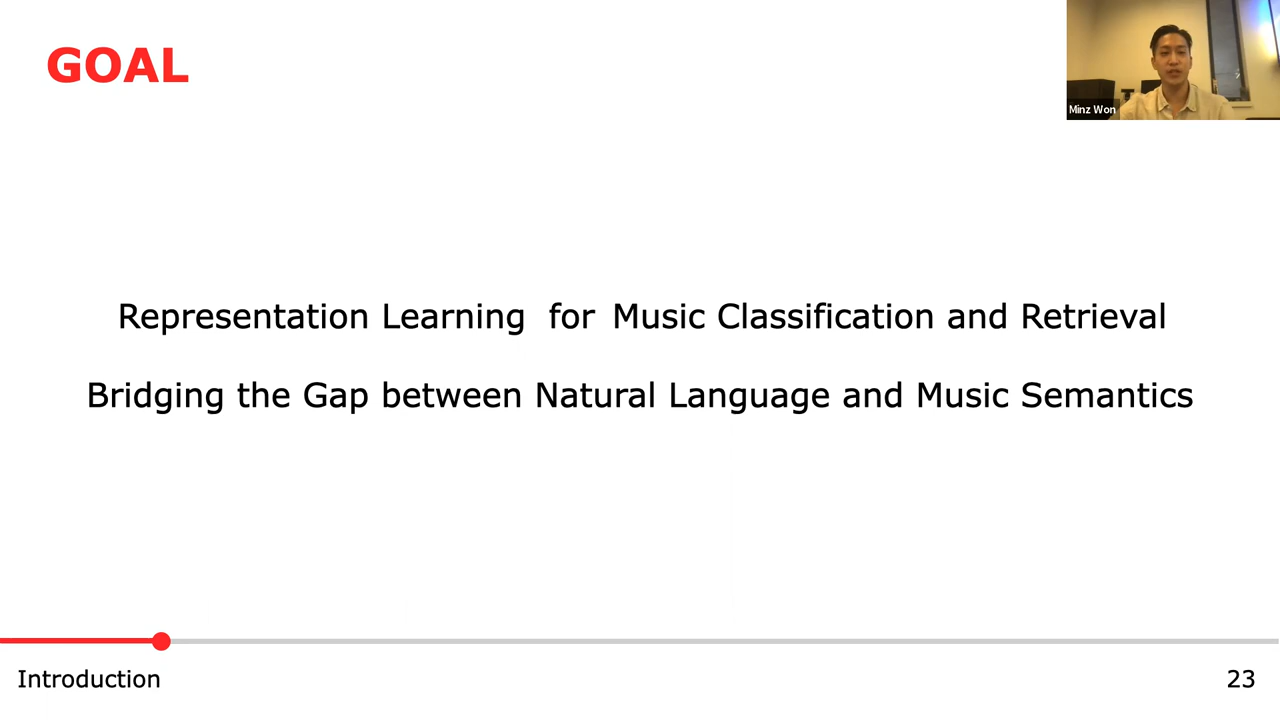 GOAL
Minz Won
Representation Learning for Music Classification and Retrieval
Bridging the Gap between Natural Language and Music Semantics
Introduction
23